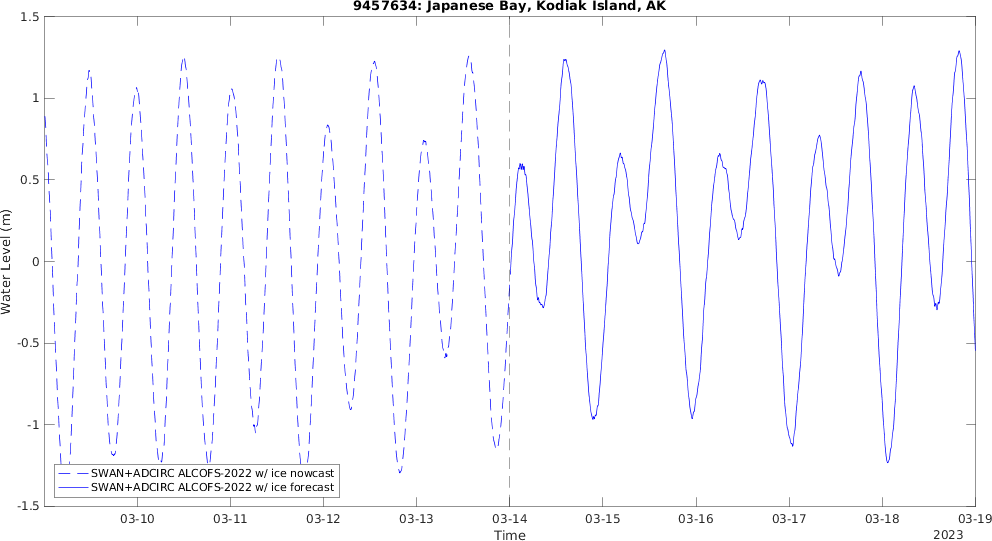 9457634: Japanese Bay, Kodiak Island, AK
1.5
1
0.5
0
-0.5
-1
-1.5
Water Level (m)
SWAN+ADCIRC ALCOFS-2022 w/ ice nowcast
SWAN+ADCIRC ALCOFS-2022 w/ ice forecast
03-10 03-11 03-12 03-13 03-14 03-15 03-16 03-17 03-18 03-19
Time
2023